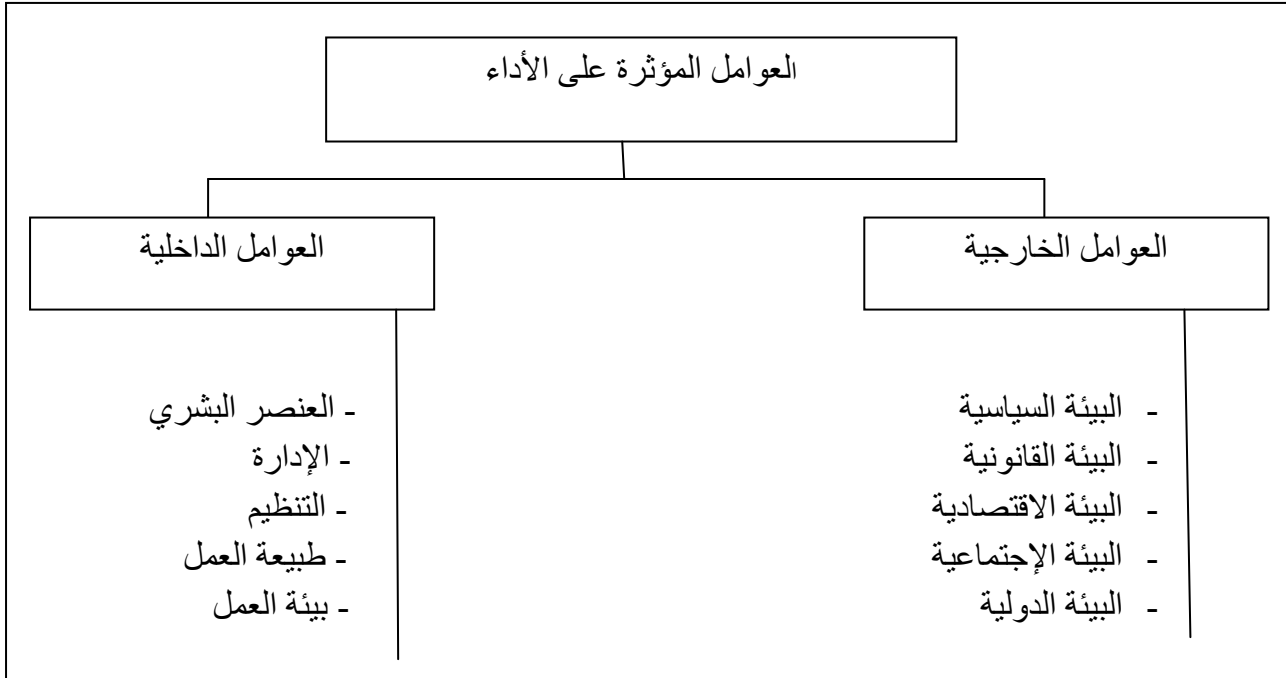 العوامل المؤثرة على الأداء
العوامل الخارجية
- البيئة السياسية
- البيئة القانونية
- البيئة الاقتصادية
- البيئة الإجتماعية
- البيئة الدولية
العوامل الداخلية
- العنصر البشري
- الإدارة
- التنظيم
- طبيعة العمل
- بيئة العمل